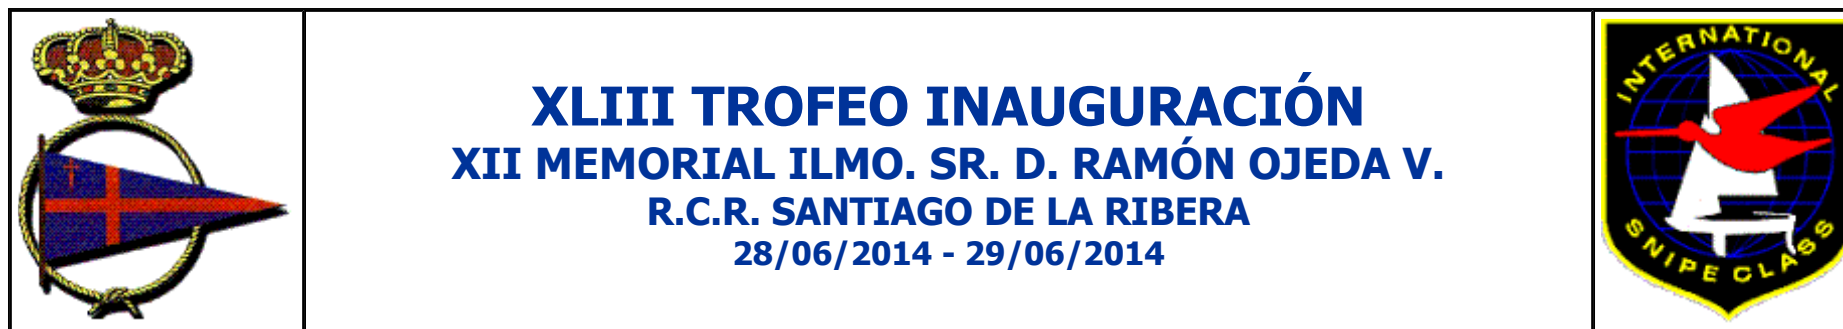 XLIII TROFEO INAUGURACIÓN
XII MEMORIAL ILMO. SR. D. RAMÓN OJEDA V.
R.C.R. SANTIAGO DE LA RIBERA
28/06/2014 - 29/06/2014
INTERNATIONAL
SNIPE CLASS